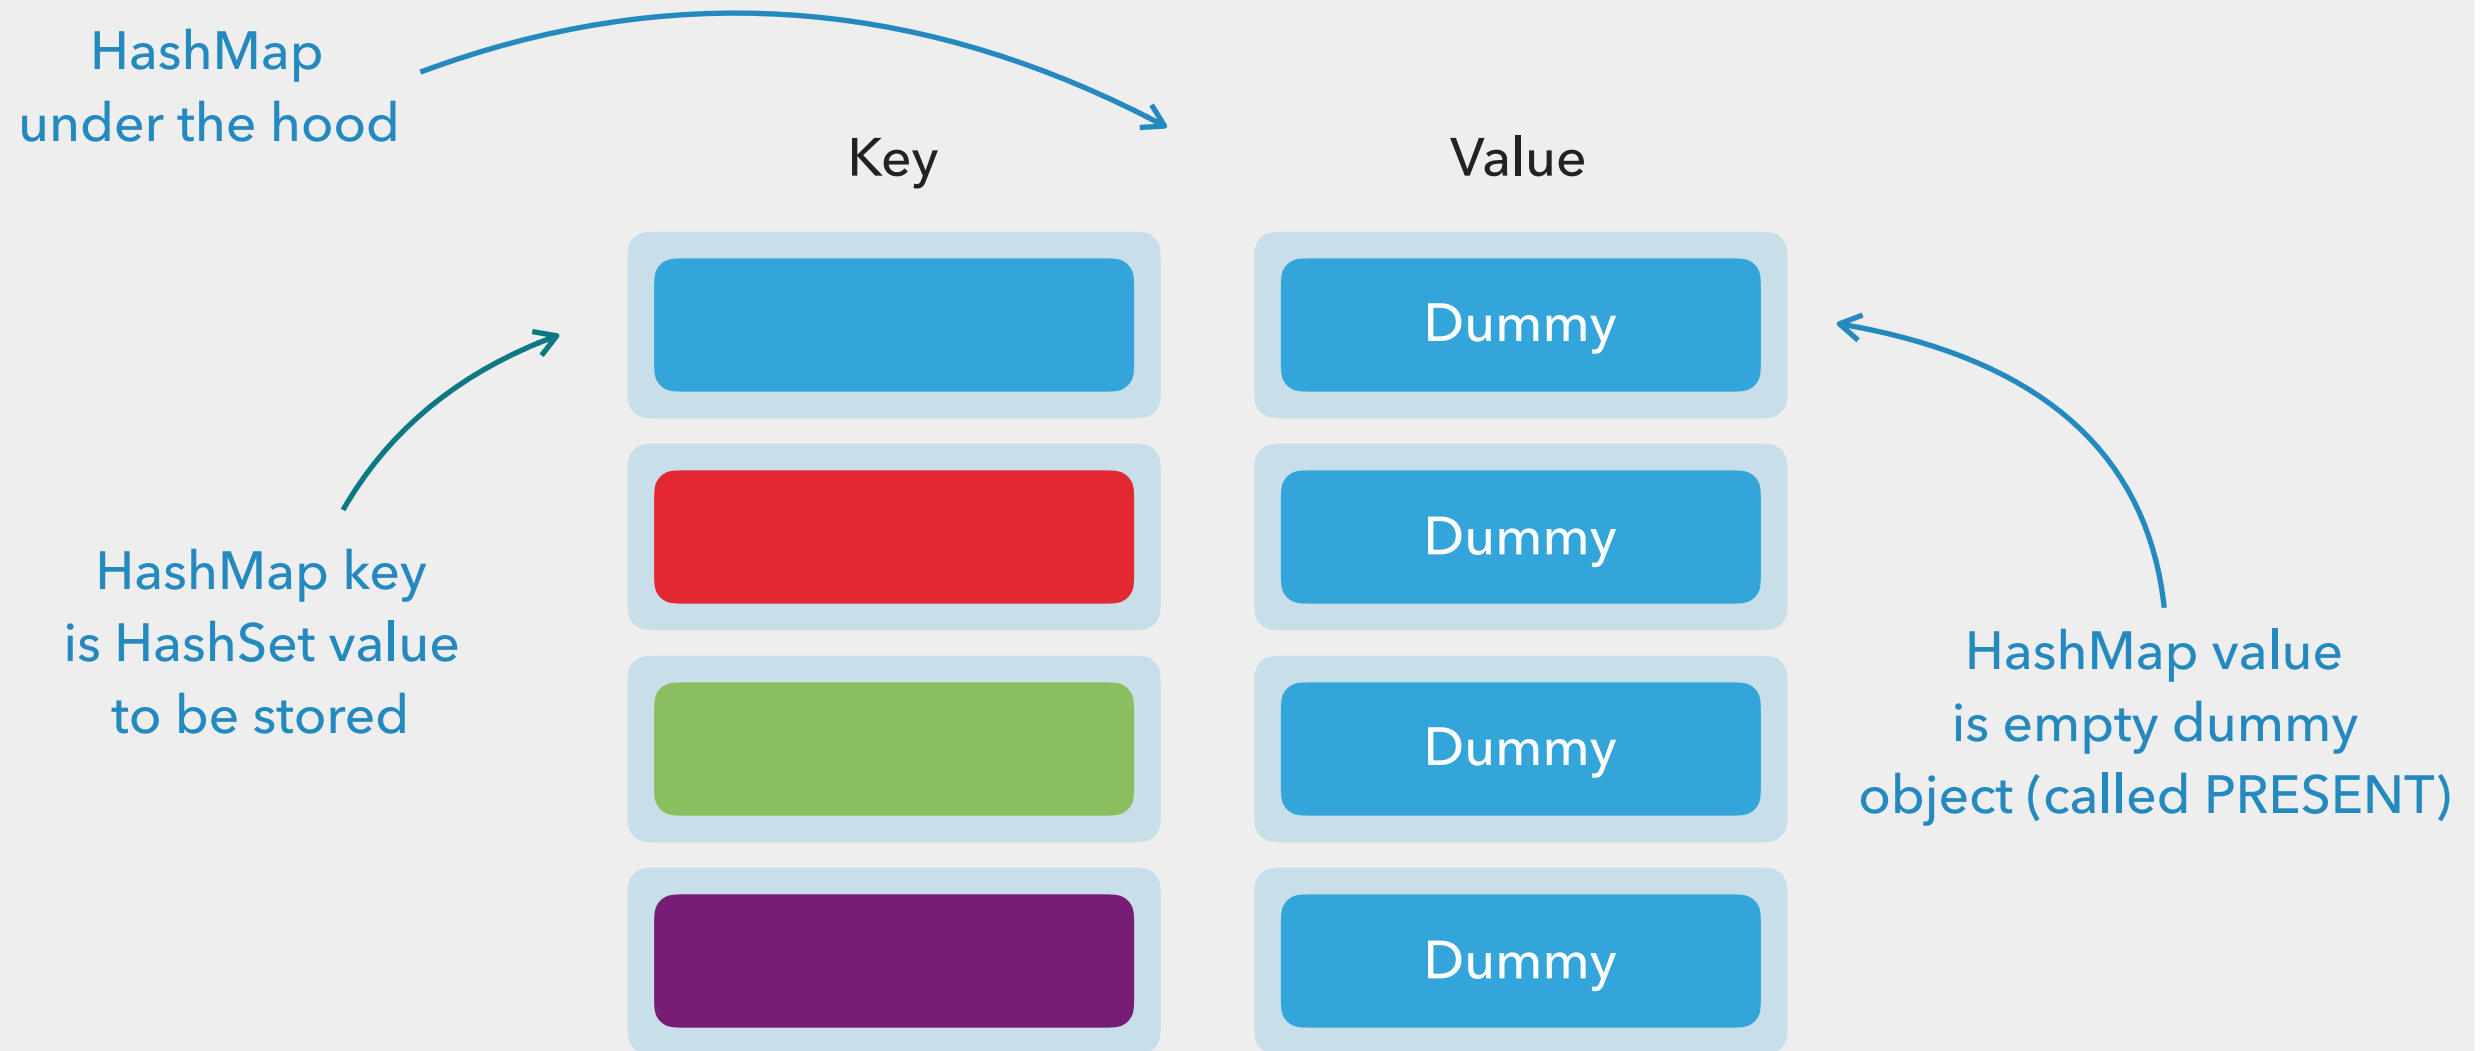 HashMap
under the hood
Key
Value
Dummy
Dummy
Dummy
Dummy
HashMap key
is HashSet value
to be stored
HashMap value
is empty dummy
object (called PRESENT)